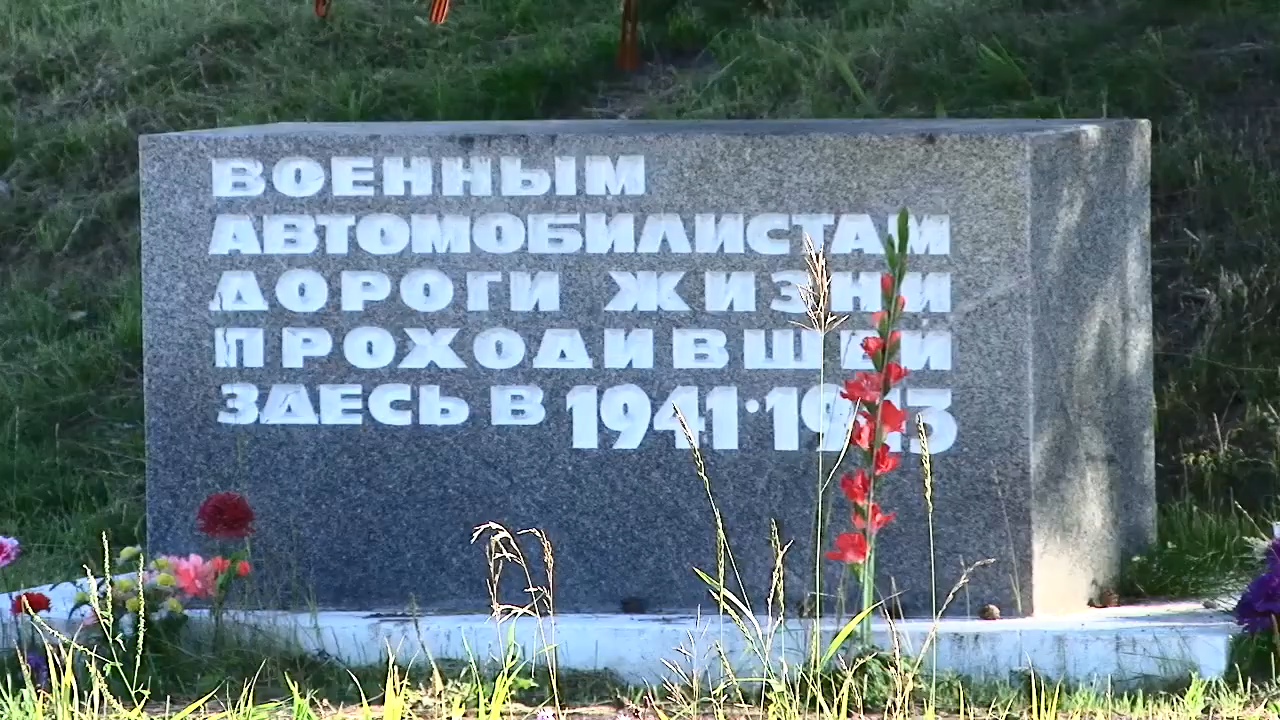 ВОЕННЫМ
АВТОМОБИЛИСТАМ
ДОРОГИ ЖИЗНИ
ПРОХОДИВШЕЙ
ЗДЕСЬ В 1941·1943